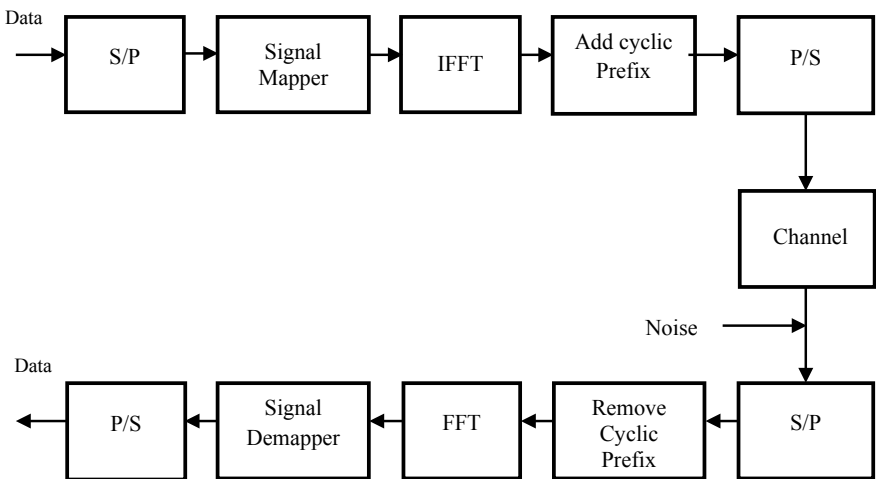 Data
S/P
Signal
Mapper
IFFT
Add cyclic
Prefix
P/S
Channel
Noise
Data
P/S
Signal
Demapper
FFT
Remove
Cyclic
Prefix
S/P